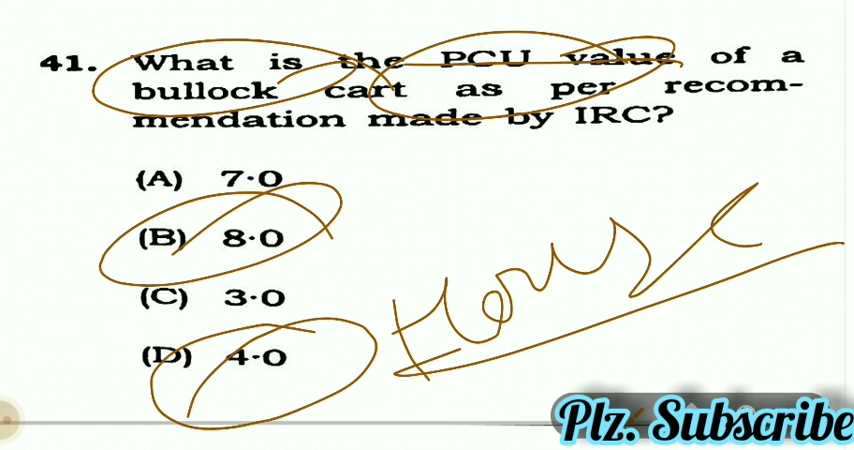 41. What is the PCU value of a
bullock cart as per recom-
mendation made by IRC?
(A) 7·0
(B) 8·0
(C) 3·0
(D) 4·0
Horse
Plz. Subscribe